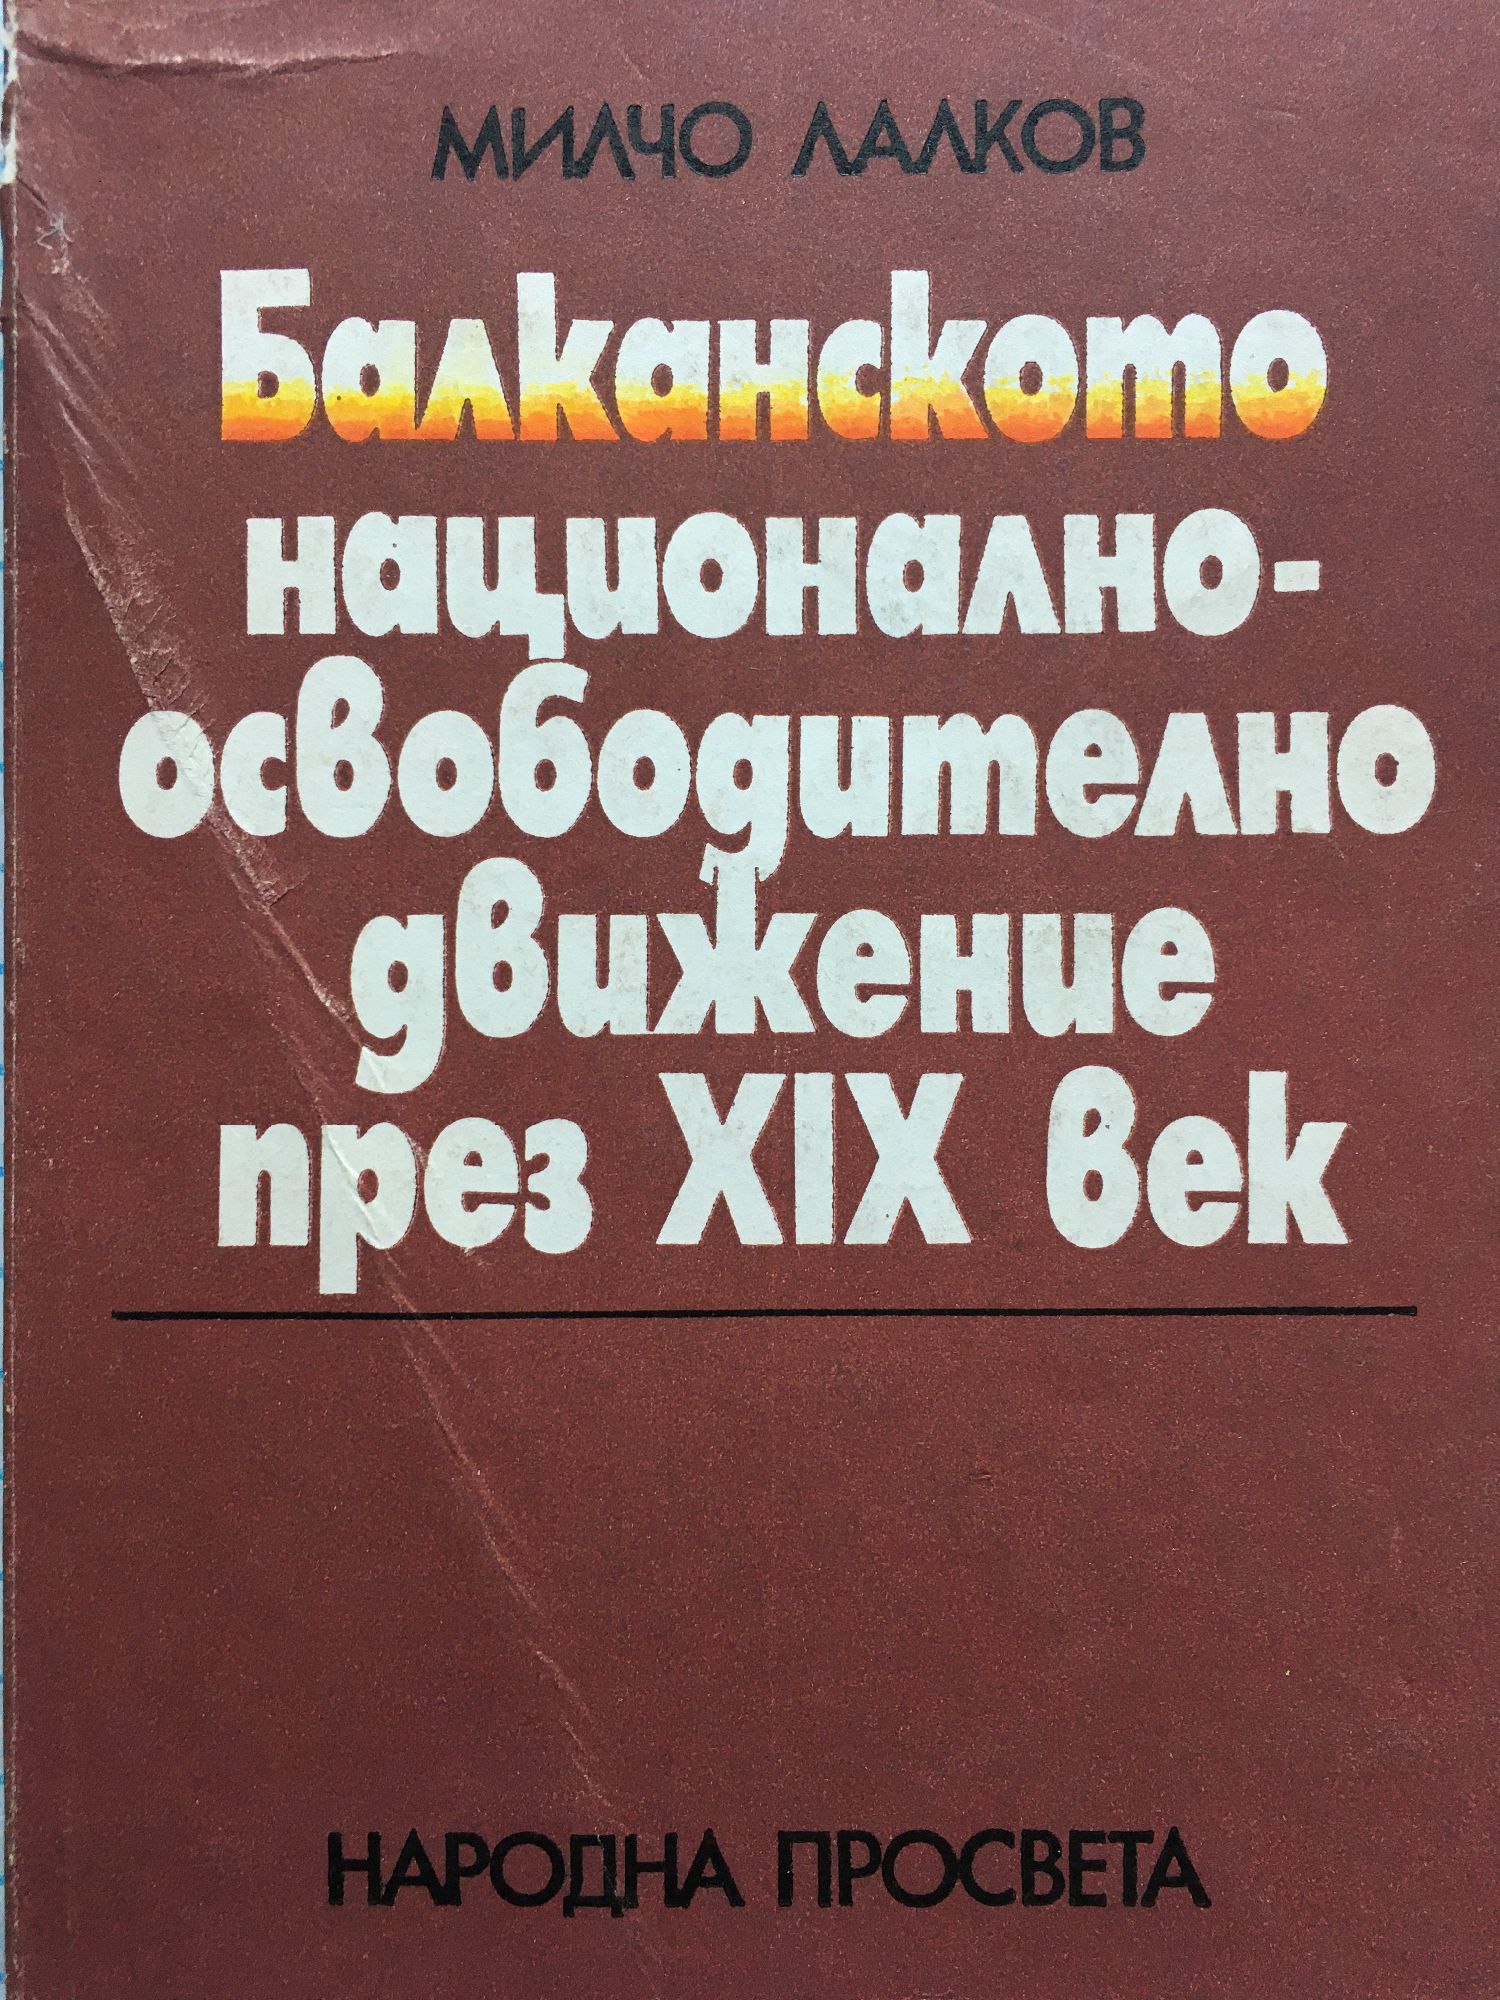 МИЛЧО ЛАЛКОВ
Балканското
национално-
освободително
движение
през XIX век
НАРОДНА ПРОСВЕТА